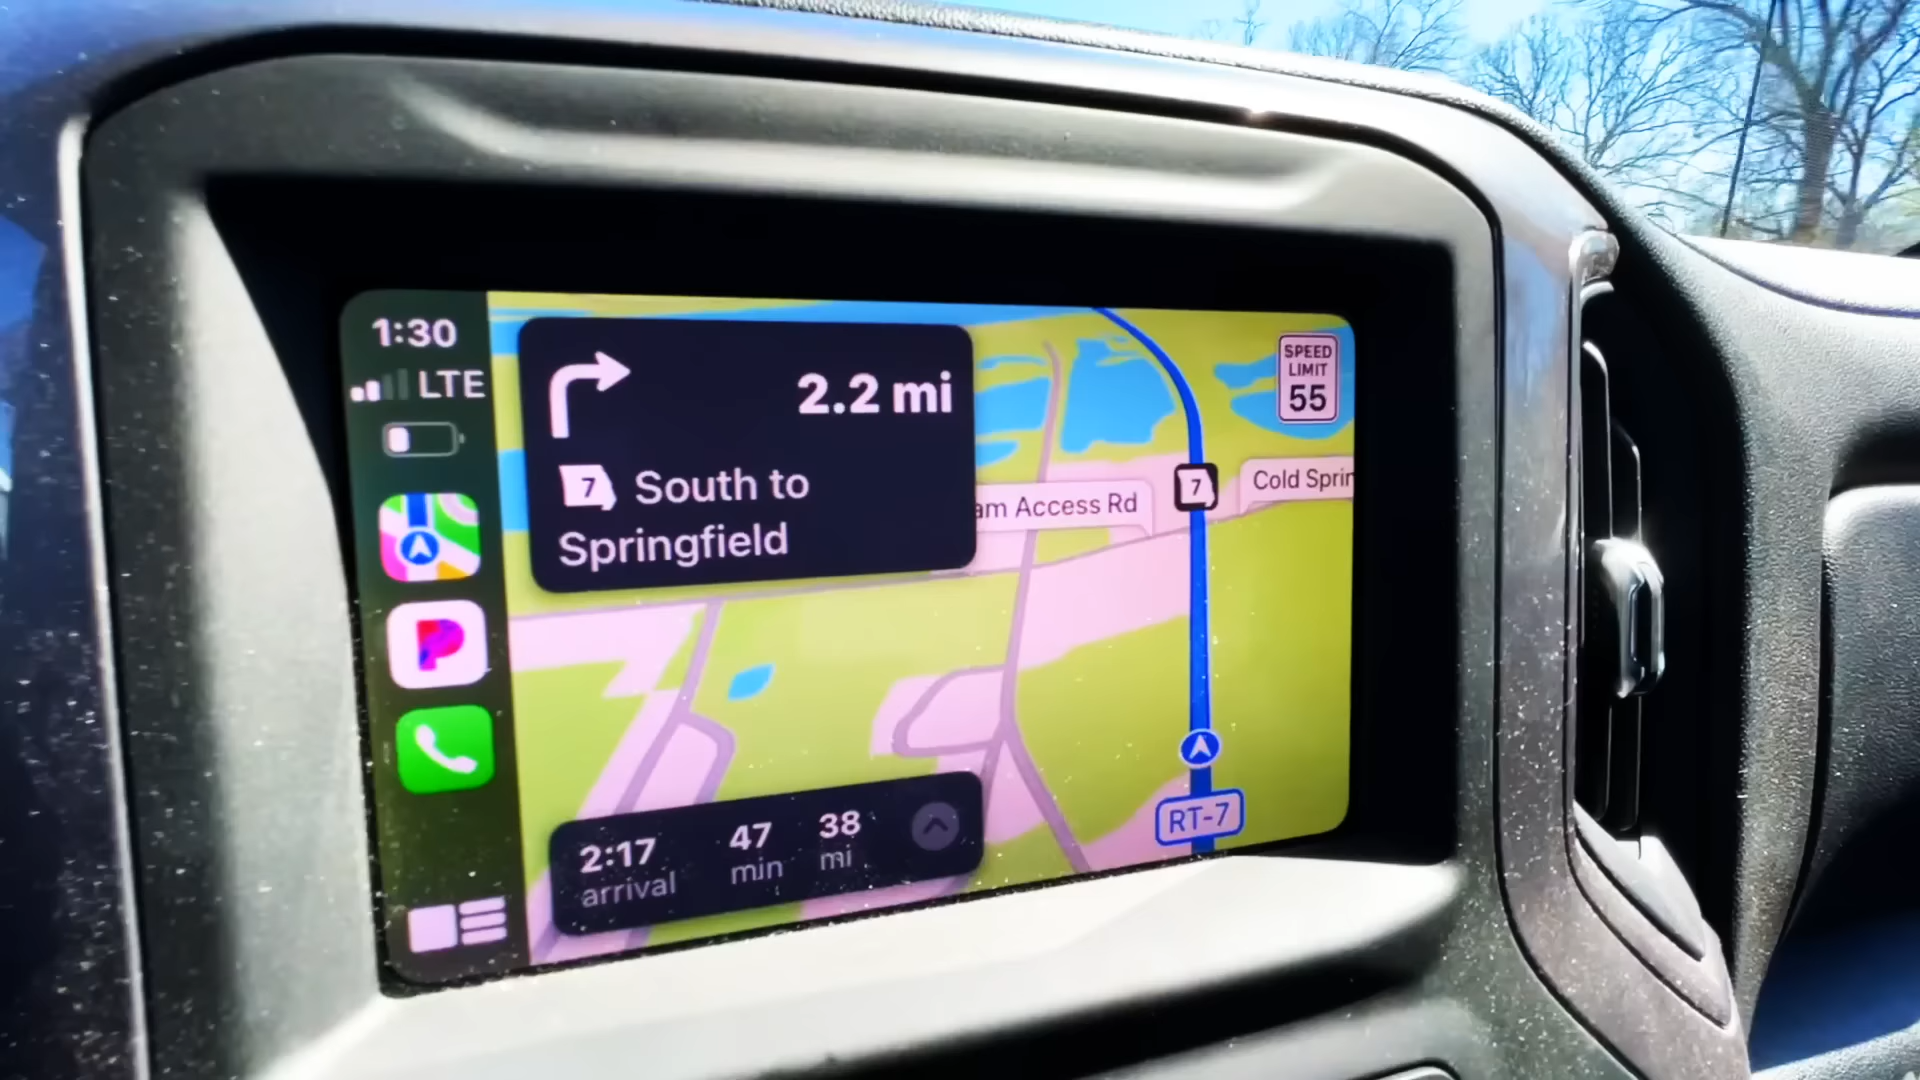 1:30
LTE
2.2 mi
7 South to
Springfield
am Access Rd
7
Cold Sprin
SPEED
LIMIT
55
P
RT-7
2:17
arrival
47
min
38
mi